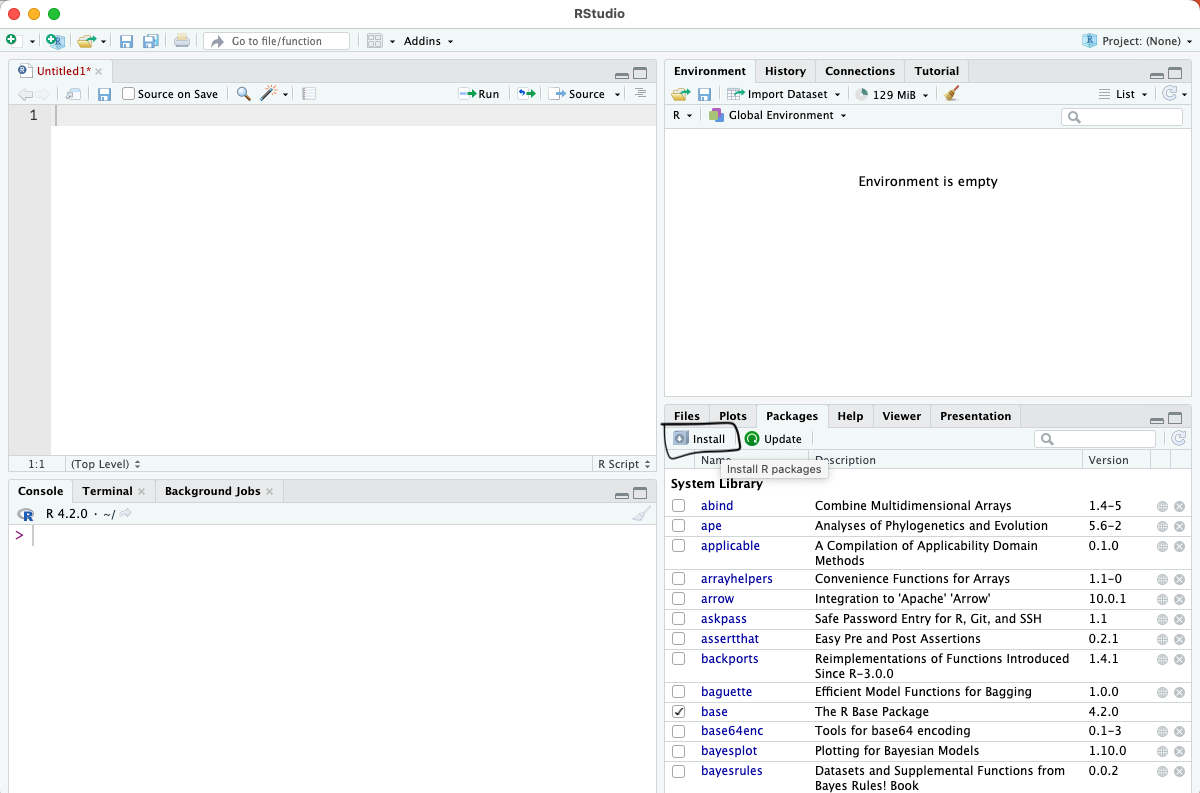 RStudio
Go to file/function Addins Project: (None)
Untitled1*
Source on Save Run Source
1
1:1 (Top Level) R Script
Console Terminal Background Jobs
R 4.2.0 · ~/
>
Environment History Connections Tutorial
Import Dataset 129 MiB List
R Global Environment
Environment is empty
Files Plots Packages Help Viewer Presentation
Install Update
Name Description Version
Install R packages
System Library
abind Combine Multidimensional Arrays 1.4-5
ape Analyses of Phylogenetics and Evolution 5.6-2
applicable A Compilation of Applicability Domain 0.1.0
Methods
arrayhelpers Convenience Functions for Arrays 1.1-0
arrow Integration to 'Apache' 'Arrow' 10.0.1
askpass Safe Password Entry for R, Git, and SSH 1.1
assertthat Easy Pre and Post Assertions 0.2.1
backports Reimplementations of Functions Introduced 1.4.1
Since R-3.0.0
baguette Efficient Model Functions for Bagging 1.0.0
base The R Base Package 4.2.0
base64enc Tools for base64 encoding 0.1-3
bayesplot Plotting for Bayesian Models 1.10.0
bayesrules Datasets and Supplemental Functions from 0.0.2
Bayes Rules! Book